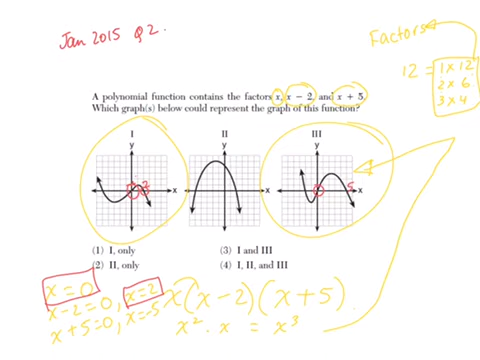 Jan 2015 Q2.
Factors
12 = 1 x 12
2 x 6
3 x 4
A polynomial function contains the factors x, x − 2, and x + 5.
Which graph(s) below could represent the graph of this function?
I II III
y y y
2 5
x x x
(1) I, only (3) I and III
(2) II, only (4) I, II, and III
x = 0
x-2=0, x=2 x(x-2)(x+5)
x+5=0, x=-5 x² · x = x³